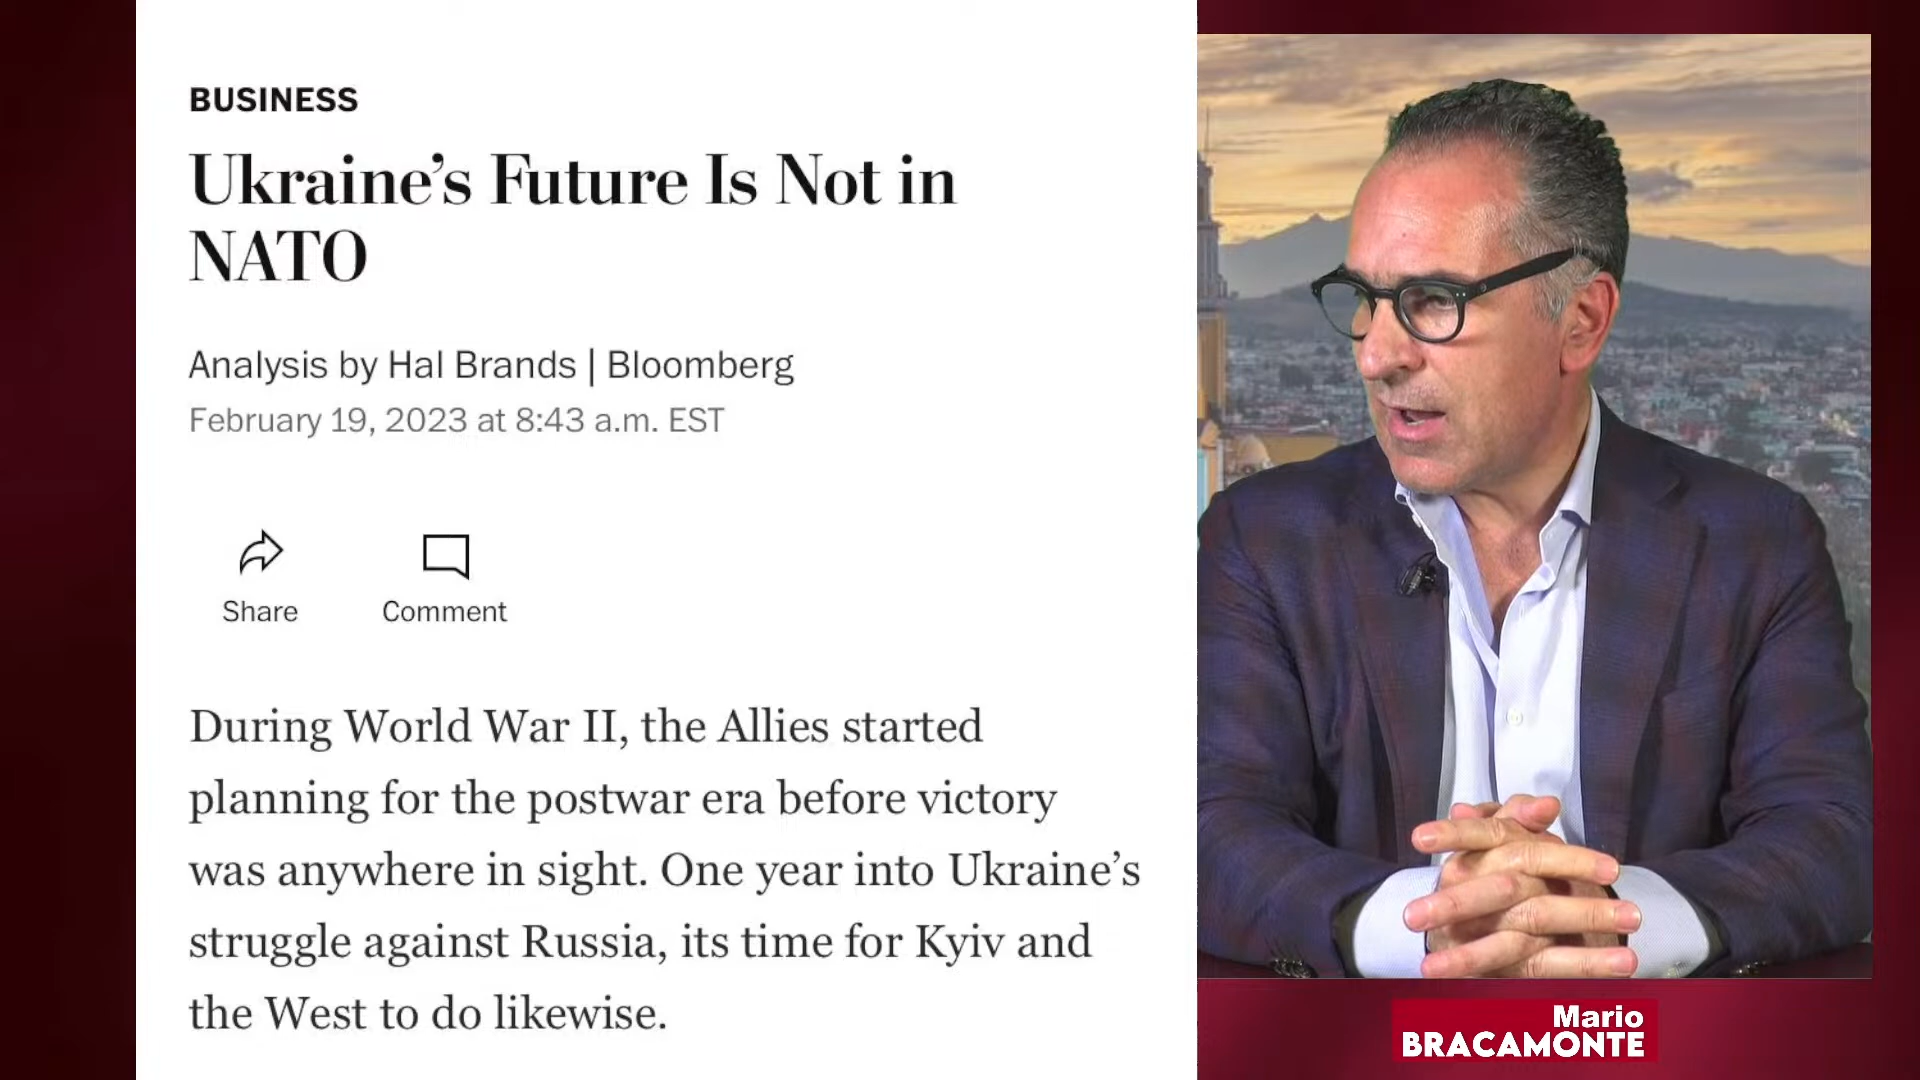 BUSINESS
Ukraine’s Future Is Not in
NATO
Analysis by Hal Brands | Bloomberg
February 19, 2023 at 8:43 a.m. EST
Share
Comment
During World War II, the Allies started
planning for the postwar era before victory
was anywhere in sight. One year into Ukraine’s
struggle against Russia, its time for Kyiv and
the West to do likewise.
Mario
BRACAMONTE